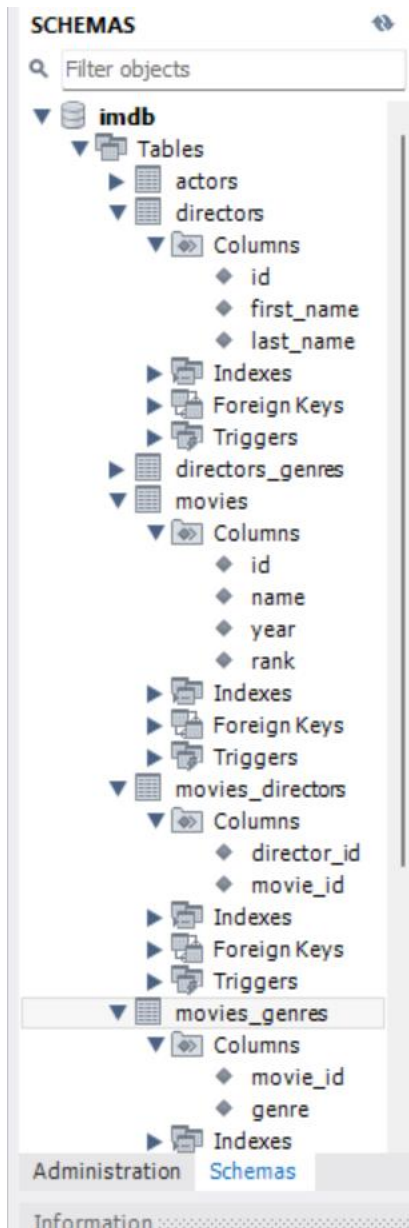 SCHEMAS
Filter objects
imdb
Tables
actors
directors
Columns
id
first_name
last_name
Indexes
Foreign Keys
Triggers
directors_genres
movies
Columns
id
name
year
rank
Indexes
Foreign Keys
Triggers
movies_directors
Columns
director_id
movie_id
Indexes
Foreign Keys
Triggers
movies_genres
Columns
movie_id
genre
Indexes
Administration Schemas
Information